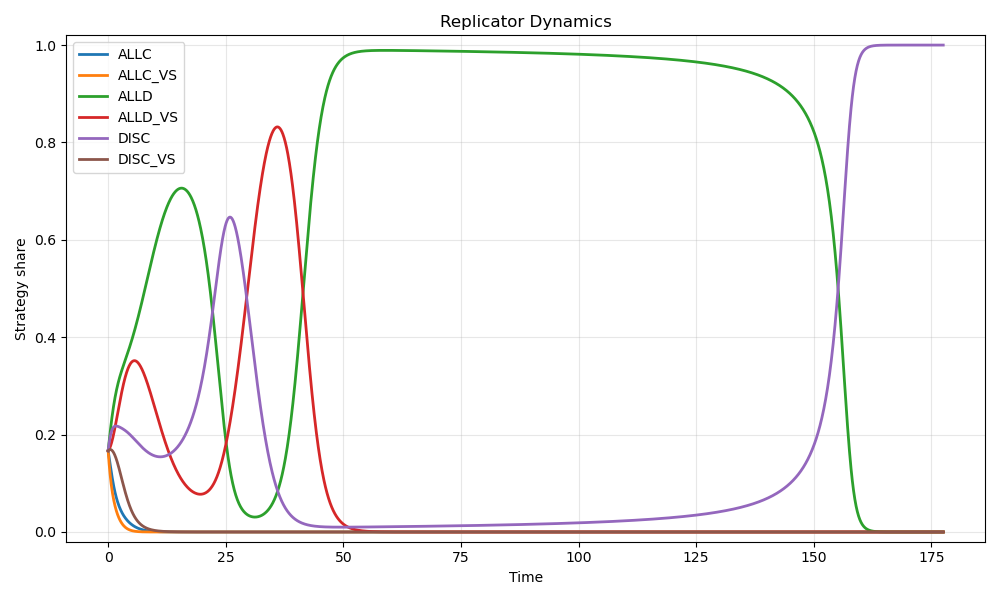 Replicator Dynamics
ALLC
ALLC_VS
ALLD
ALLD_VS
DISC
DISC_VS
Strategy share
1.0
0.8
0.6
0.4
0.2
0.0
0 25 50 75 100 125 150 175
Time